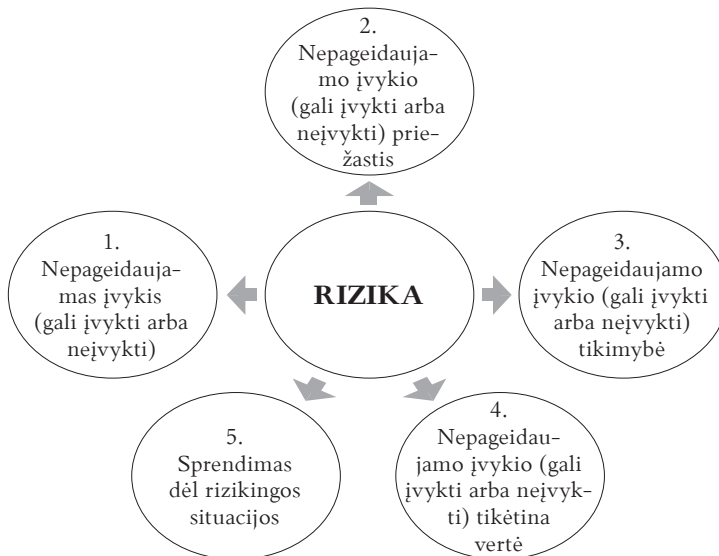 2.
Nepageidauja-
mo įvykio
(gali įvykti arba
neįvykti) prie-
žastis
1.
Nepageidauja-
mas įvykis
(gali įvykti arba
neįvykti)
RIZIKA
3.
Nepageidaujamo
įvykio (gali įvykti
arba neįvykti)
tikimybė
5.
Sprendimas
dėl rizikingos
situacijos
4.
Nepageidau-
jamo įvykio (gali
įvykti arba neįvyk-
ti) tikėtina
vertė